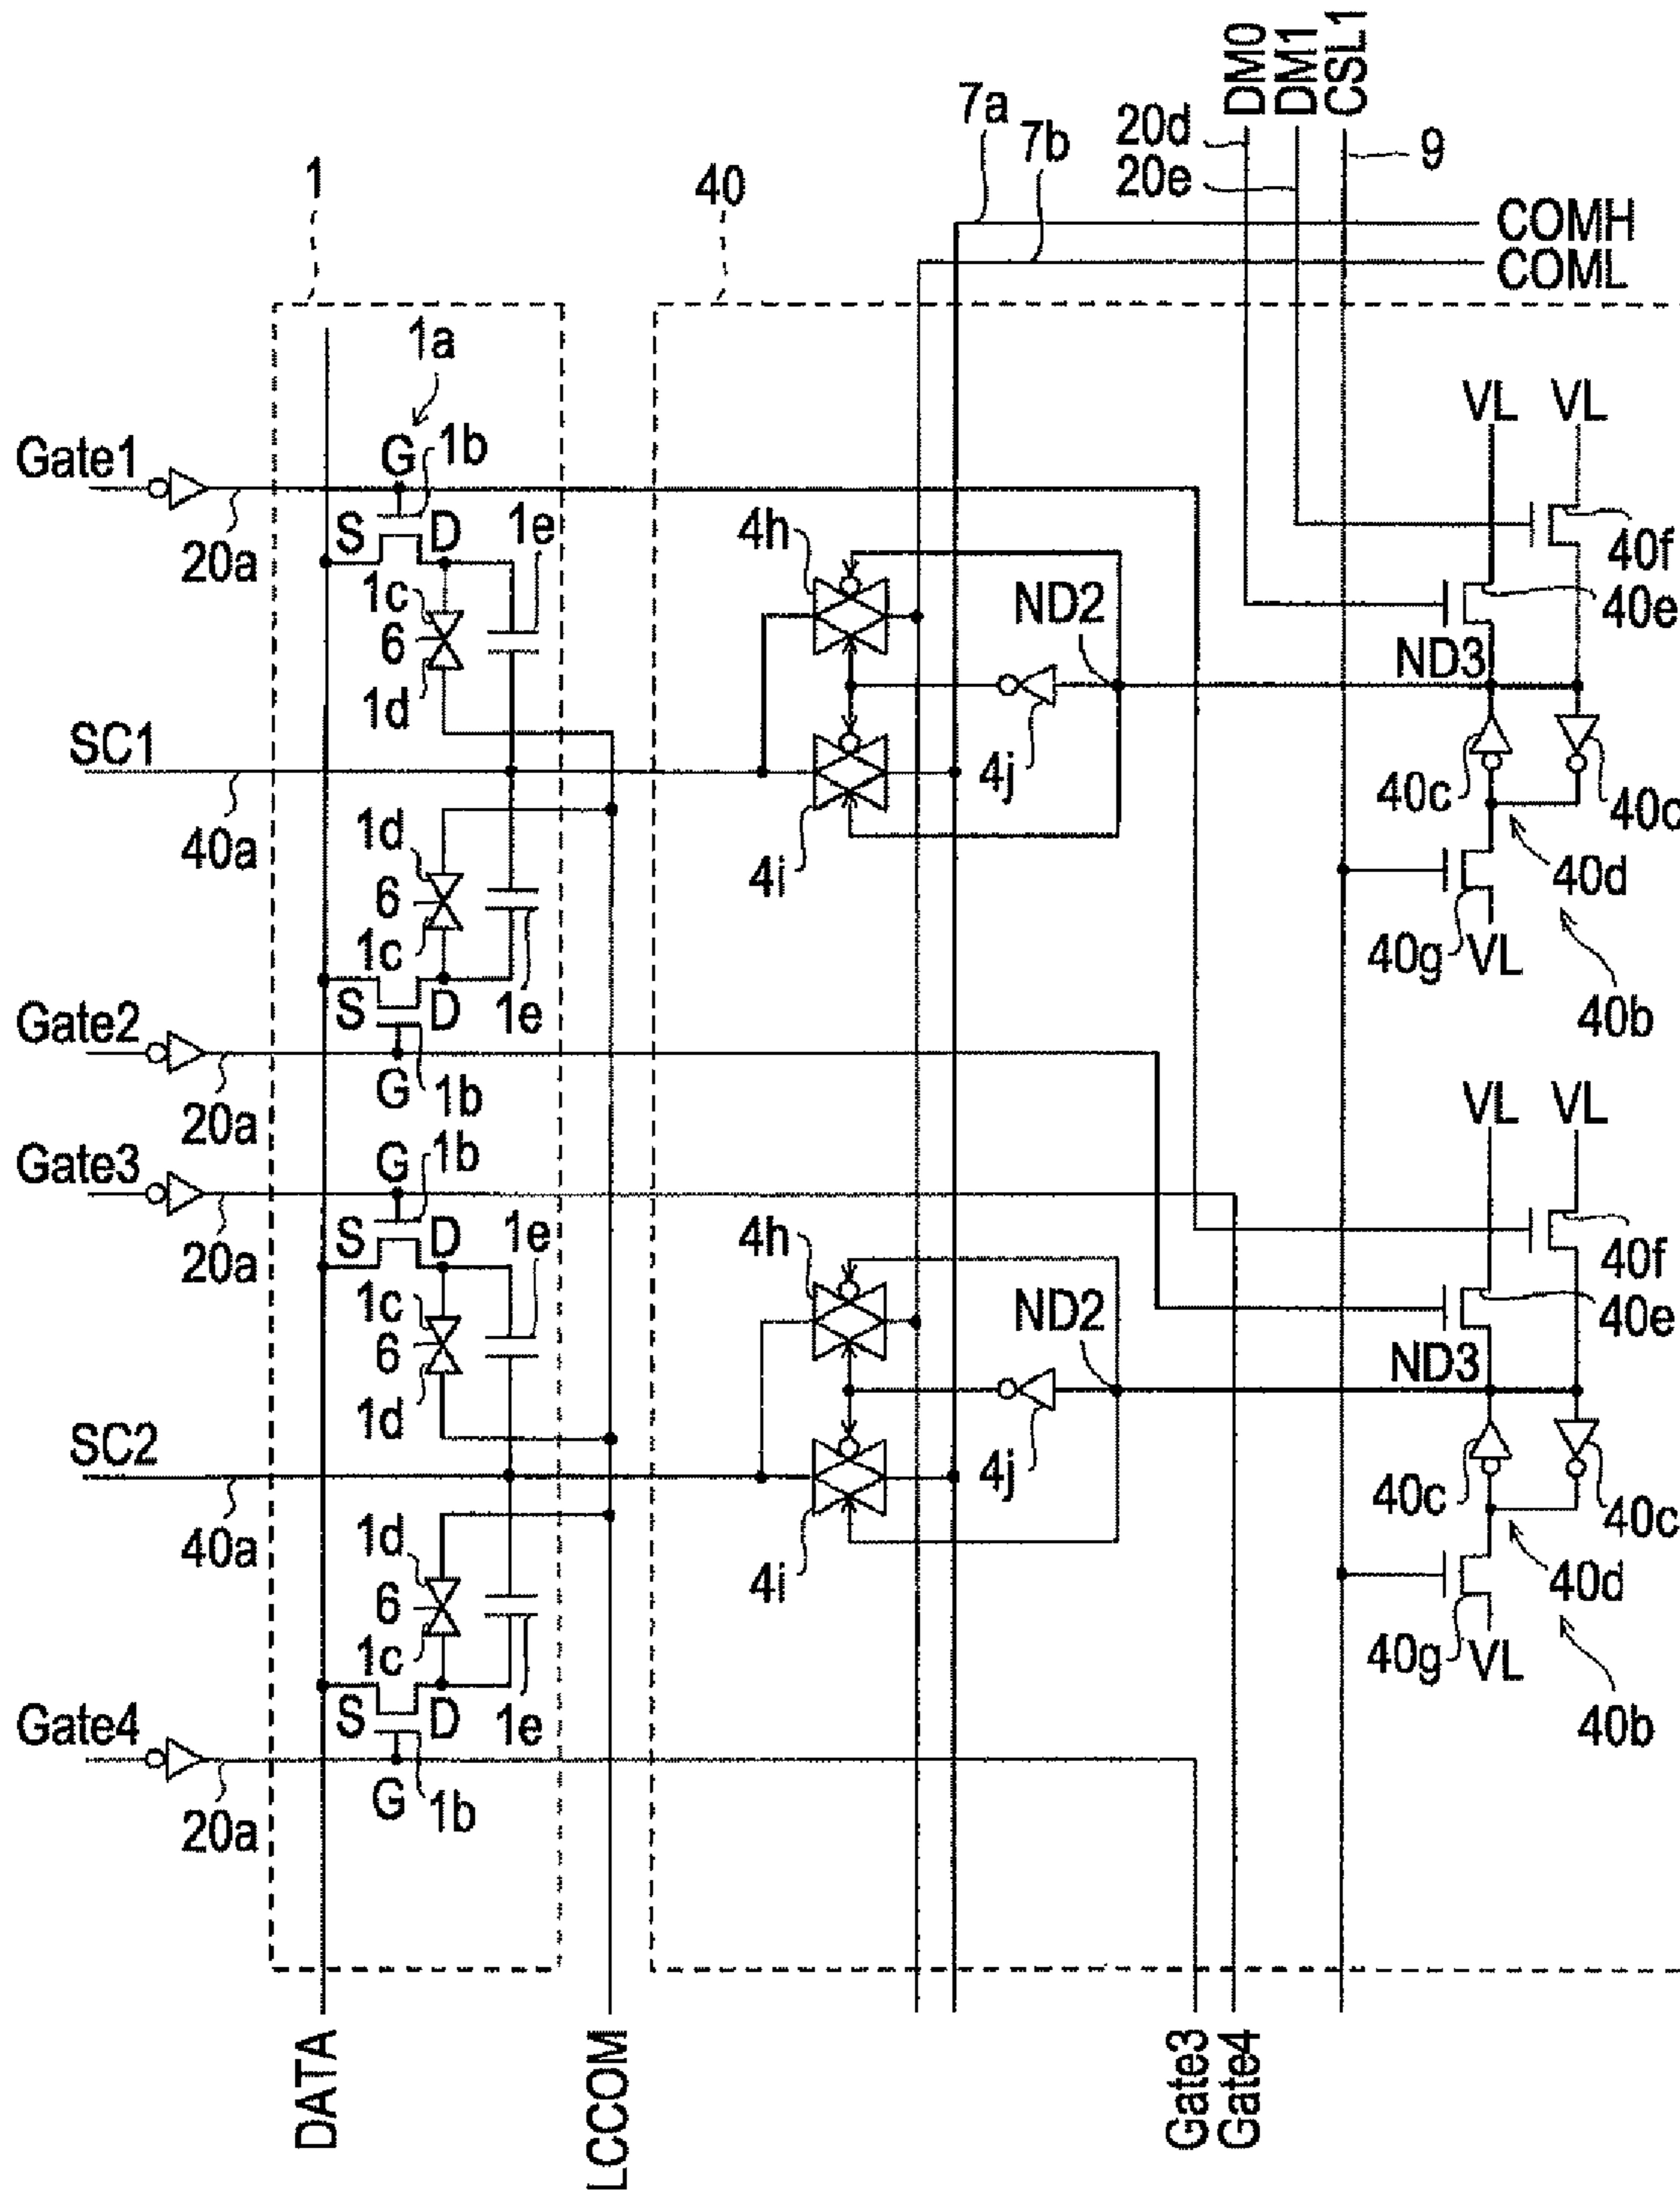 DM0
DM1
CSL1
7a
20d
7b
20e
9
1
40
COMH
COML
1a
VL VL
Gate1
G
1b
S
D
1e
4h
40f
20a
1c
6
ND2
40e
ND3
1d
SC1
4j
40c
40c
40a
1d
4i
40d
6
1c
40g
VL
S
D
1e
40b
Gate2
G
1b
VL VL
20a
1b
Gate3
G
S
D
1e
4h
40f
20a
1c
6
ND2
40e
ND3
1d
SC2
4j
40c
40c
40a
1d
4i
40d
6
1c
40g
VL
S
D
1e
40b
Gate4
G
1b
20a
DATA
LCCOM
Gate3
Gate4